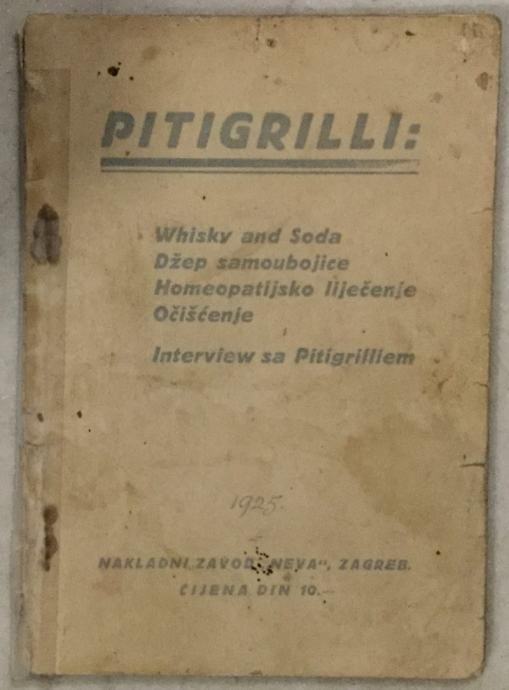 PITIGRILLI:
Whisky and Soda
Džep samoubojice
Homeopatijsko liječenje
Očišćenje
Interview sa Pitigrilliem
1925.
NAKLADNI ZAVOD „NEVA“, ZAGREB.
CIJENA DIN 10.—